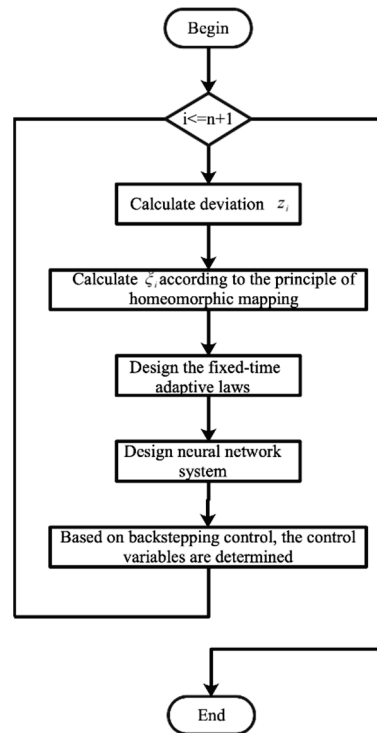 Begin
i<=n+1
Calculate deviation z_i
Calculate ξ_i according to the principle of
homeomorphic mapping
Design the fixed-time
adaptive laws
Design neural network
system
Based on backstepping control, the control
variables are determined
End